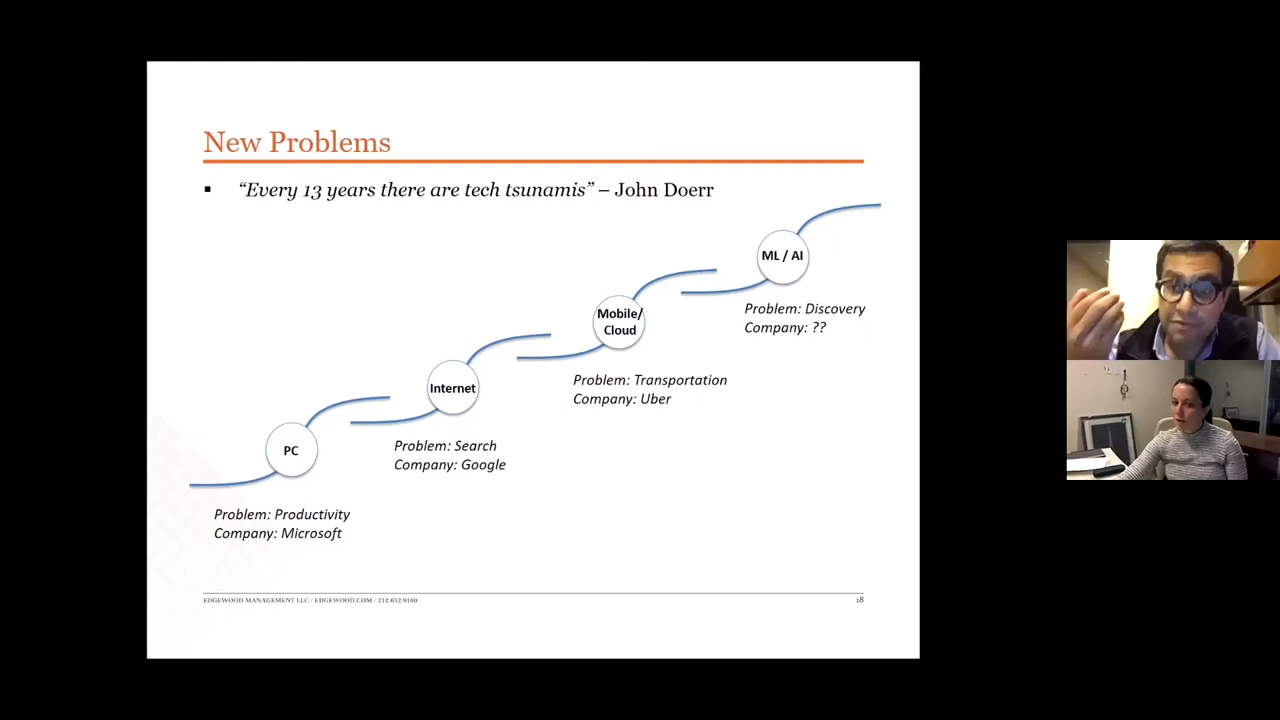 New Problems
▪ “Every 13 years there are tech tsunamis” – John Doerr
ML / AI
Problem: Discovery
Company: ??
Mobile/
Cloud
Problem: Transportation
Company: Uber
Internet
Problem: Search
Company: Google
PC
Problem: Productivity
Company: Microsoft
EDGEWOOD MANAGEMENT LLC / EDGEWOOD.COM / 212.652.9100
18